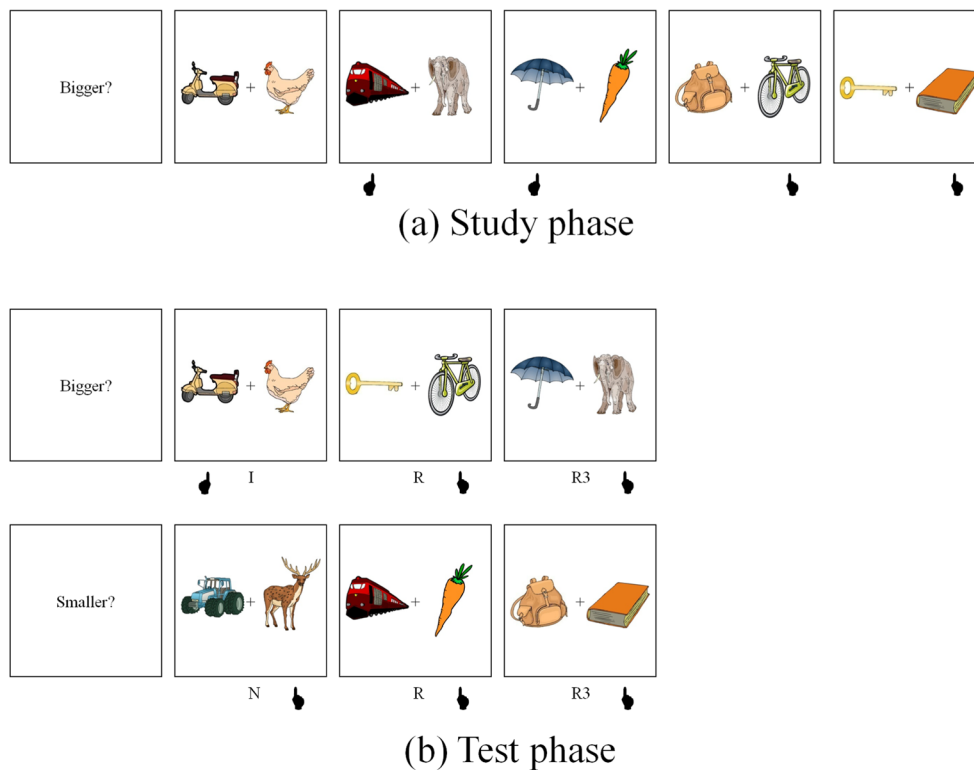 Bigger?
+
+
+
+
+
(a) Study phase
Bigger?
+
+
+
I
R
R3
Smaller?
+
+
+
N
R
R3
(b) Test phase